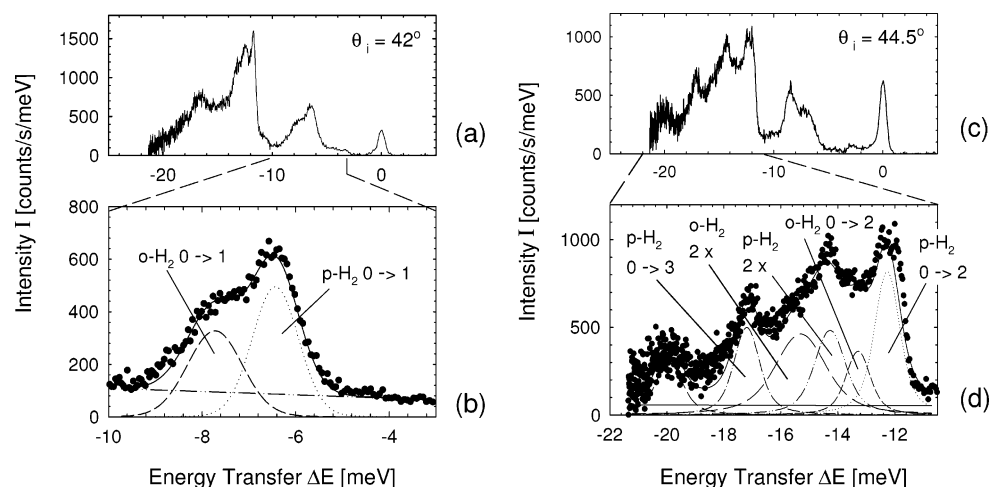 Intensity I [counts/s/meV]
1500
1000
500
0
θ i = 42°
(a)
-20
-10
0
800
600
400
200
0
o-H2 0 -> 1
p-H2 0 -> 1
(b)
-10
-8
-6
-4
Energy Transfer ΔE [meV]
Intensity I [counts/s/meV]
1000
500
0
θ i = 44.5°
(c)
-20
-10
0
1000
500
0
p-H2
0 -> 3
o-H2
2 x
p-H2
2 x
o-H2 0 -> 2
p-H2
0 -> 2
(d)
-22
-20
-18
-16
-14
-12
Energy Transfer ΔE [meV]